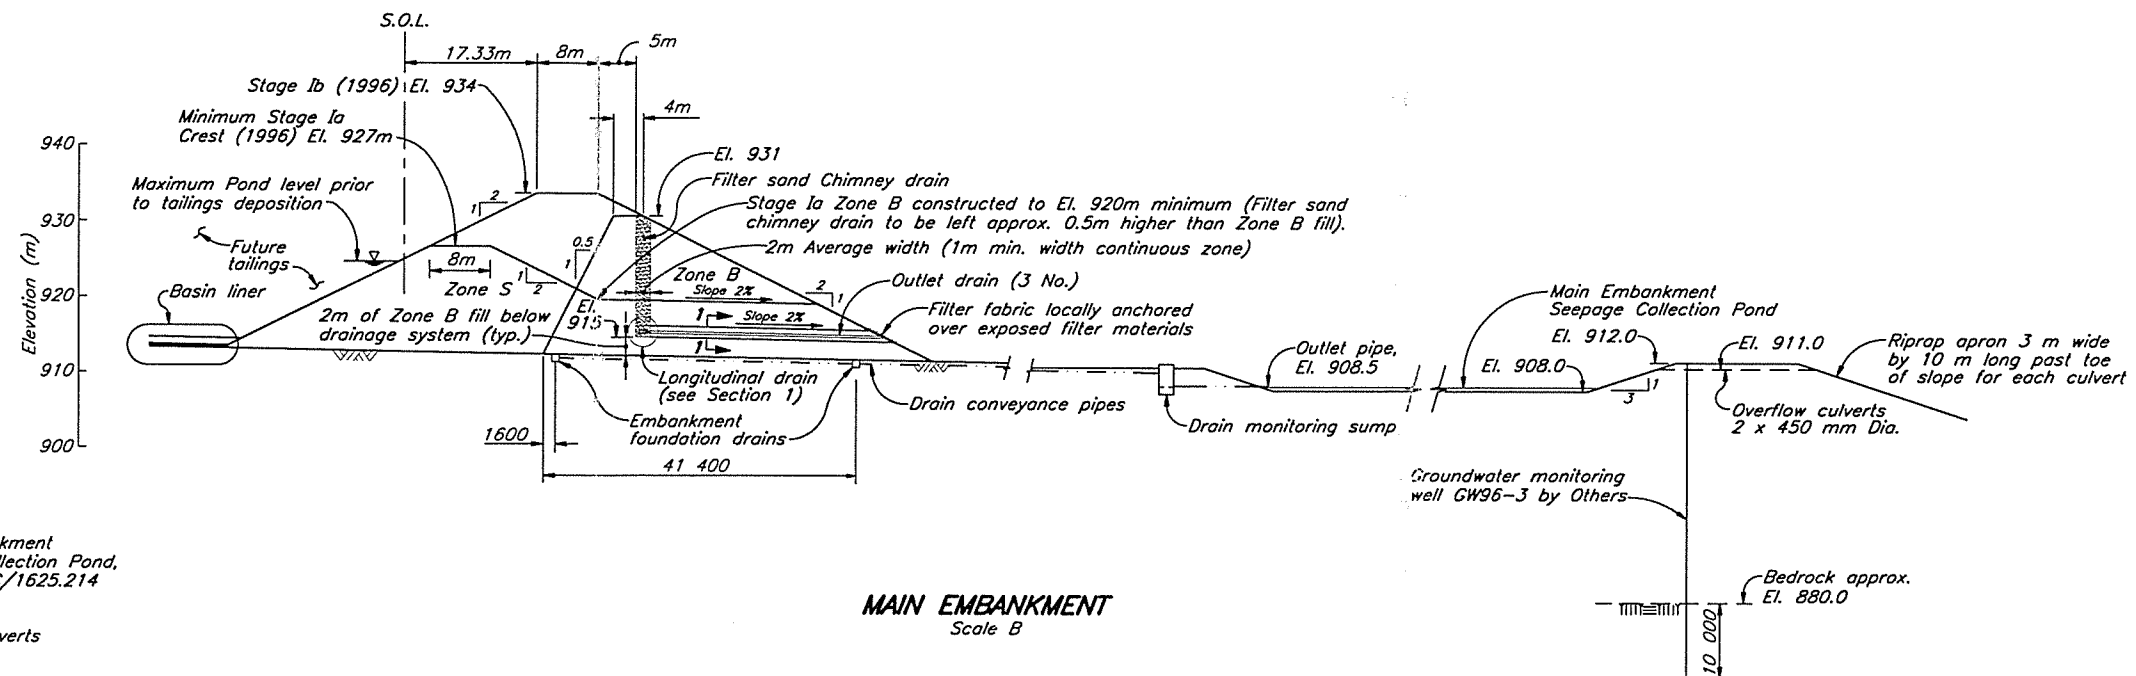 S.O.L.
17.33m
8m
5m
Stage Ib (1996) El. 934
4m
Minimum Stage Ia
Crest (1996) El. 927m
El. 931
Filter sand Chimney drain
Maximum Pond level prior
to tailings deposition
Stage Ia Zone B constructed to El. 920m minimum (Filter sand
chimney drain to be left approx. 0.5m higher than Zone B fill).
2m Average width (1m min. width continuous zone)
940
930
920
910
900
Elevation (m)
1
2
0.5
1
Future
tailings
8m
Zone S
1
2
Basin liner
Zone B
Slope 2%
Outlet drain (3 No.)
2
1
Filter fabric locally anchored
over exposed filter materials
El.
915
2m of Zone B fill below
drainage system (typ.)
1
Slope 2%
1
Longitudinal drain
(see Section 1)
Drain conveyance pipes
Embankment
foundation drains
1600
41 400
Drain monitoring sump
Outlet pipe,
El. 908.5
Main Embankment
Seepage Collection Pond
El. 912.0
El. 911.0
El. 908.0
1
3
Riprap apron 3 m wide
by 10 m long past toe
of slope for each culvert
Overflow culverts
2 x 450 mm Dia.
Groundwater monitoring
well GW96-3 by Others
Bedrock approx.
El. 880.0
10 000
kment
llection Pond,
/1625.214
verts
MAIN EMBANKMENT
Scale B